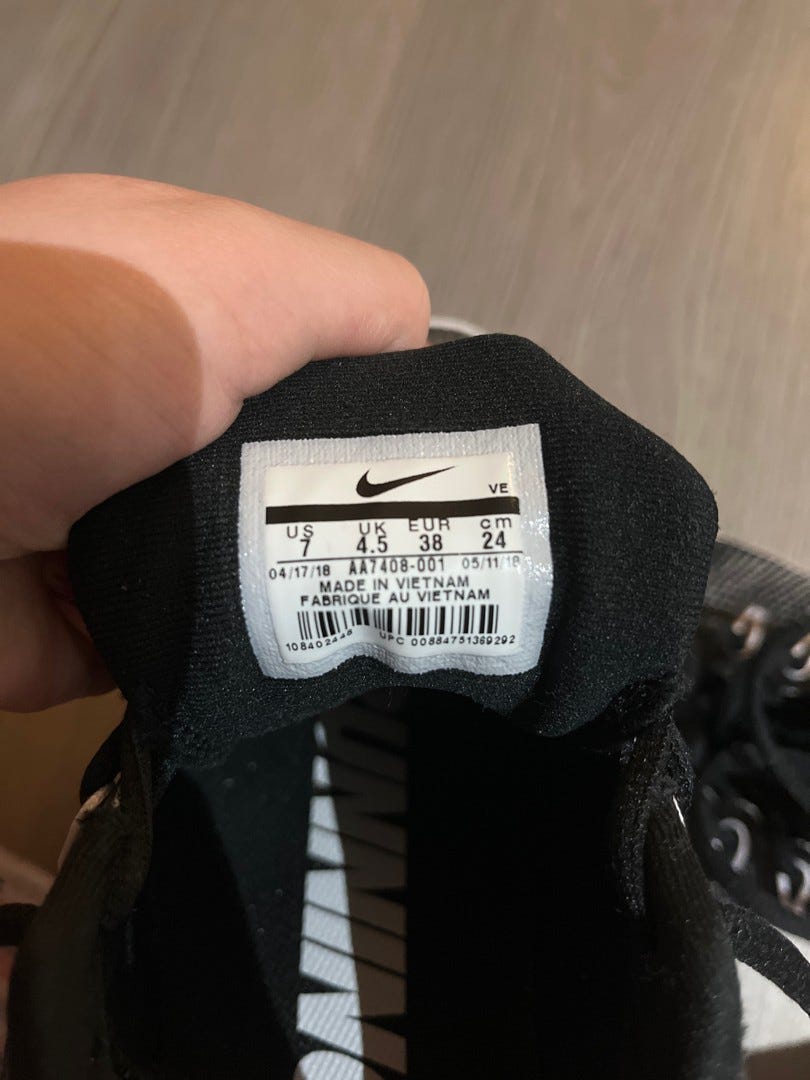 VE
US UK EUR cm
7 4.5 38 24
04/17/18 AA7408-001 05/11/18
MADE IN VIETNAM
FABRIQUE AU VIETNAM
108402448 UPC 00884751369292